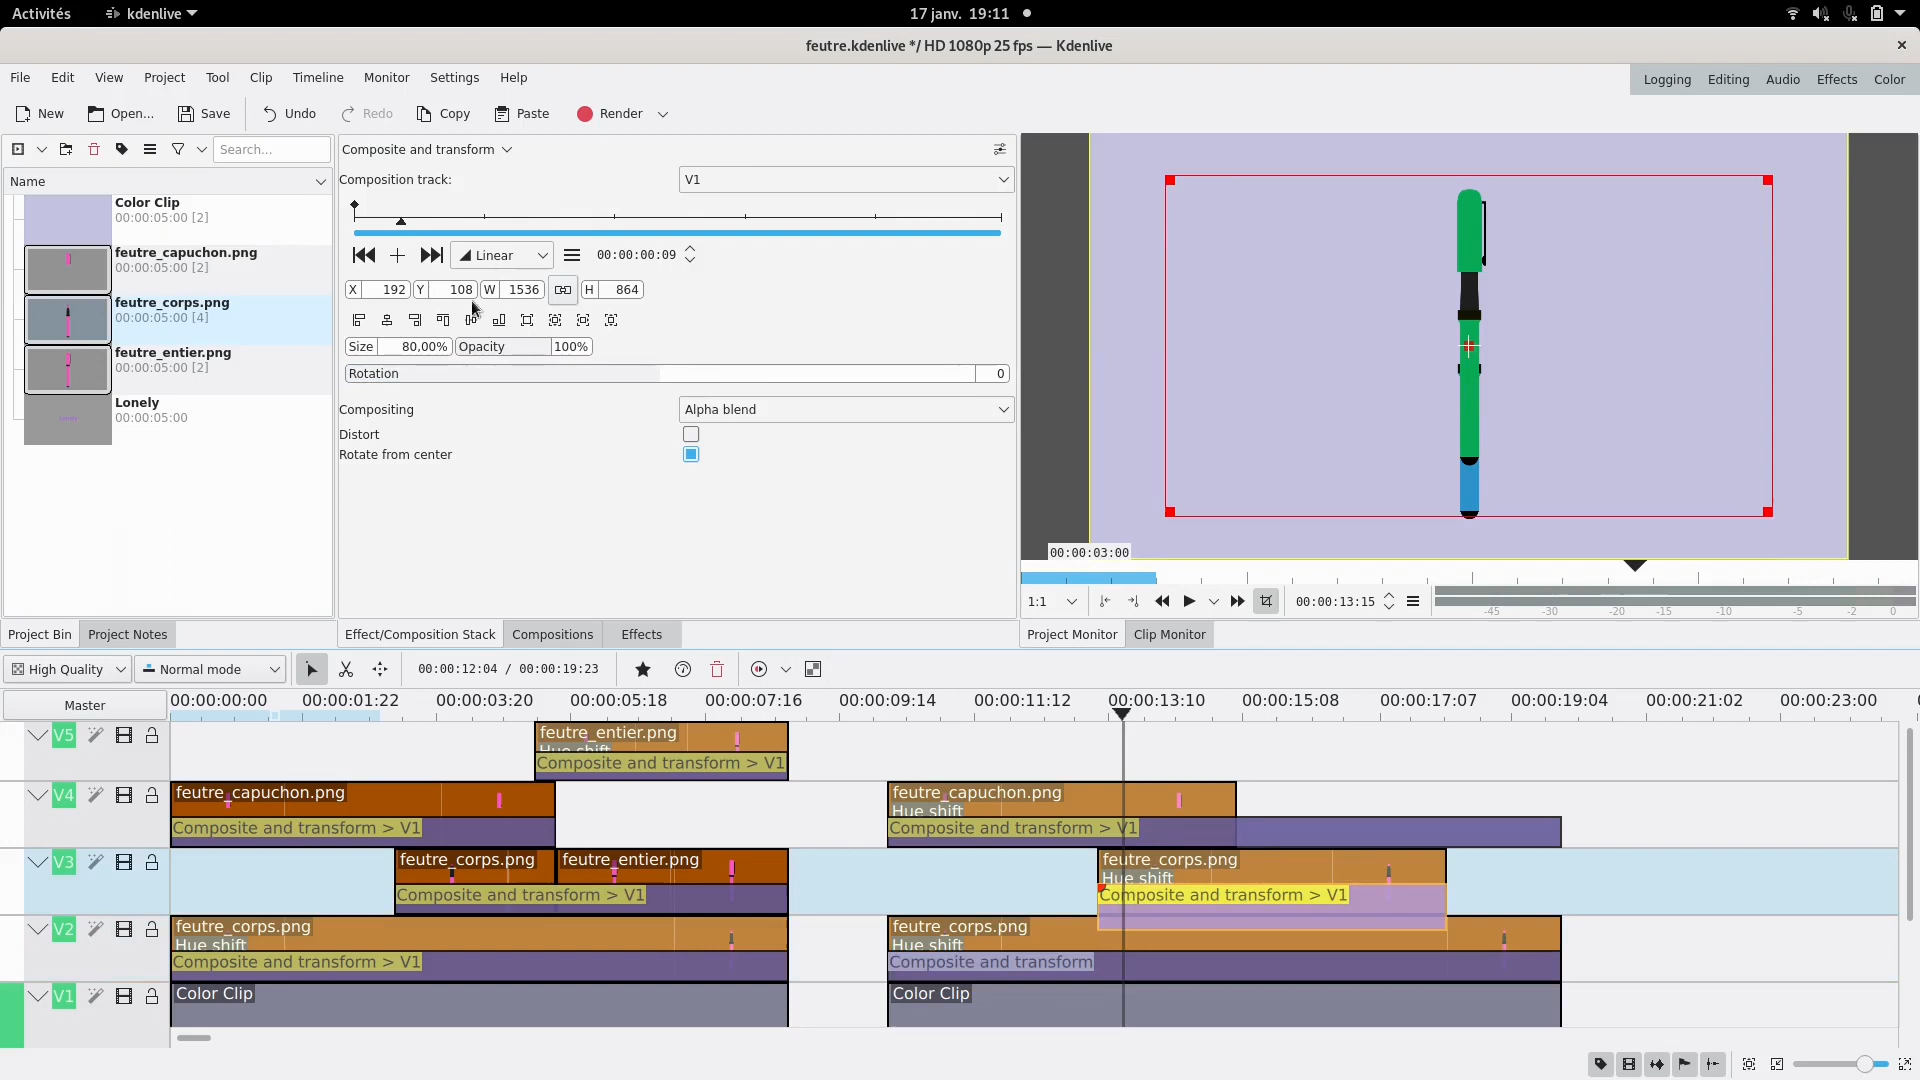 Activités kdenlive 17 janv. 19:11
feutre.kdenlive */ HD 1080p 25 fps — Kdenlive
File Edit View Project Tool Clip Timeline Monitor Settings Help
Logging Editing Audio Effects Color
New Open... Save Undo Redo Copy Paste Render
Search...
Name
Color Clip
00:00:05:00 [2]
feutre_capuchon.png
00:00:05:00 [2]
feutre_corps.png
00:00:05:00 [4]
feutre_entier.png
00:00:05:00 [2]
Lonely
00:00:05:00
Project Bin Project Notes
Composite and transform
Composition track: V1
Linear 00:00:00:09
X 192 Y 108 W 1536 H 864
Size 80,00% Opacity 100%
Rotation 0
Compositing Alpha blend
Distort
Rotate from center
Effect/Composition Stack Compositions Effects
00:00:03:00
1:1 00:00:13:15
-45 -30 -20 -15 -10 -5 -2 0
Project Monitor Clip Monitor
High Quality Normal mode 00:00:12:04 / 00:00:19:23
Master 00:00:00:00 00:00:01:22 00:00:03:20 00:00:05:18 00:00:07:16 00:00:09:14 00:00:11:12 00:00:13:10 00:00:15:08 00:00:17:07 00:00:19:04 00:00:21:02 00:00:23:00
V5 feutre_entier.png
Hue shift
Composite and transform > V1
V4 feutre_capuchon.png feutre_capuchon.png
Hue shift
Composite and transform > V1 Composite and transform > V1
V3 feutre_corps.png feutre_entier.png feutre_corps.png
Hue shift
Composite and transform > V1 Composite and transform > V1
V2 feutre_corps.png feutre_corps.png
Hue shift Hue shift
Composite and transform > V1 Composite and transform
V1 Color Clip Color Clip